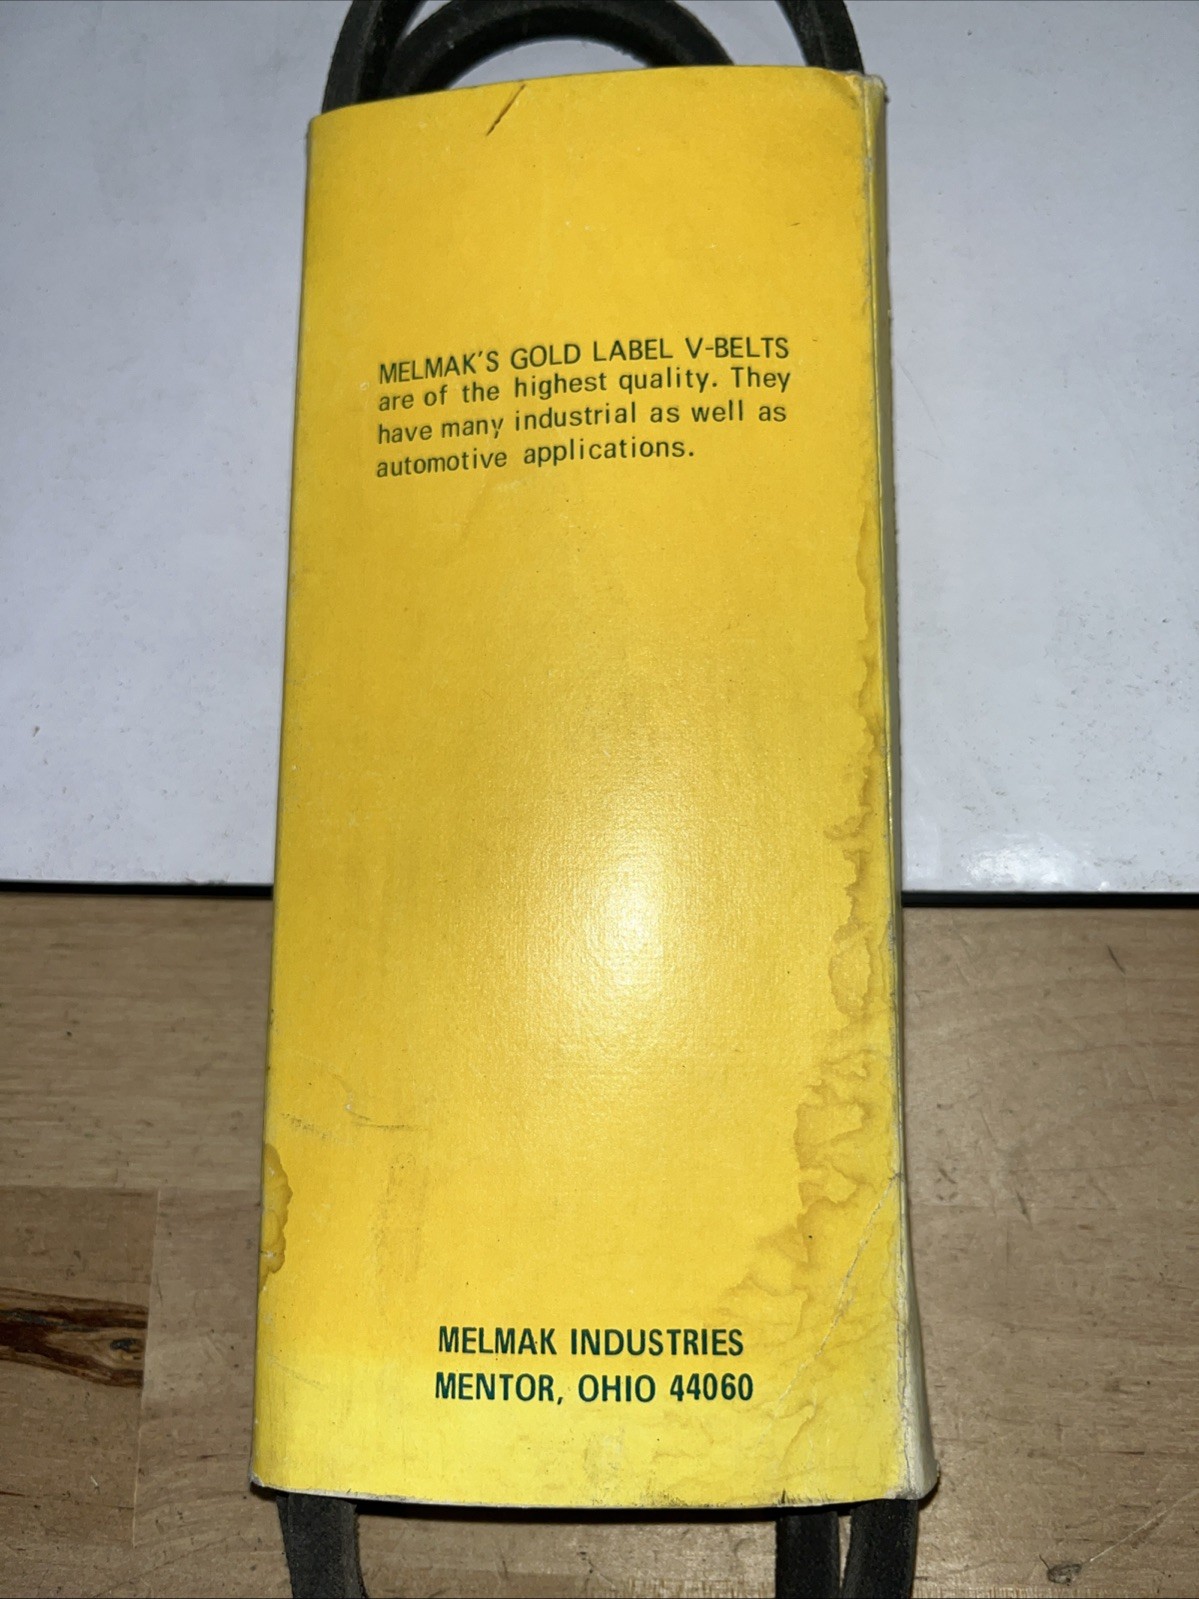 MELMAK'S GOLD LABEL V-BELTS
are of the highest quality. They
have many industrial as well as
automotive applications.
MELMAK INDUSTRIES
MENTOR, OHIO 44060